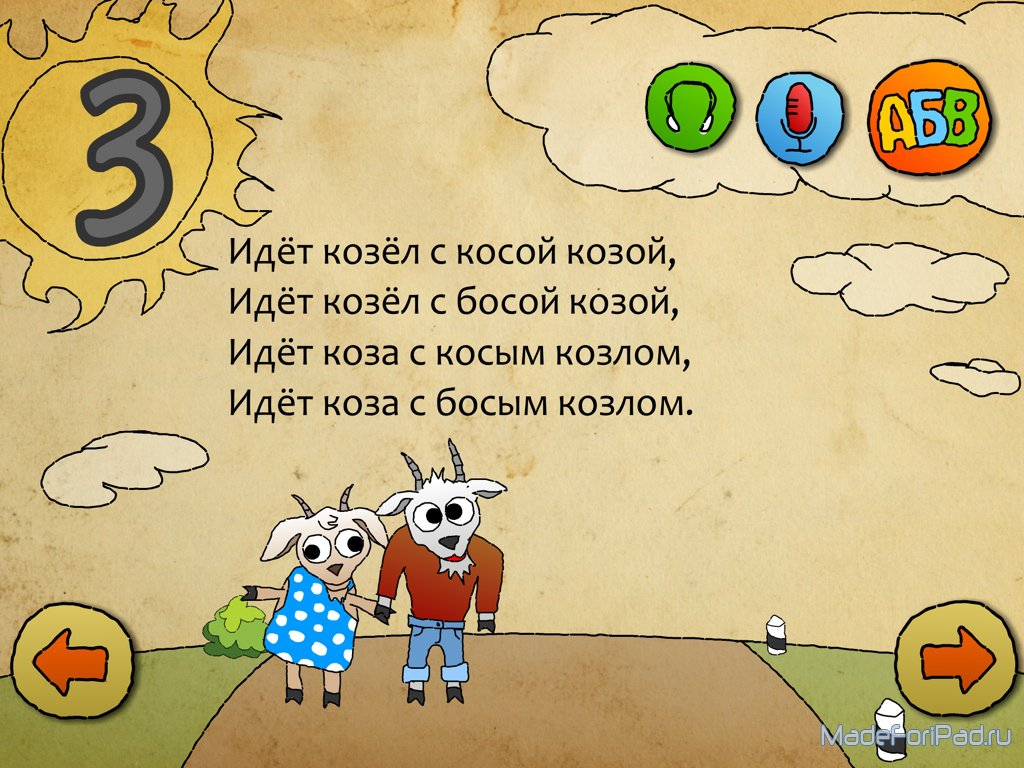 З
АБВ
Идёт козёл с косой козой,
Идёт козёл с босой козой,
Идёт коза с косым козлом,
Идёт коза с босым козлом.
MadeForiPad.ru